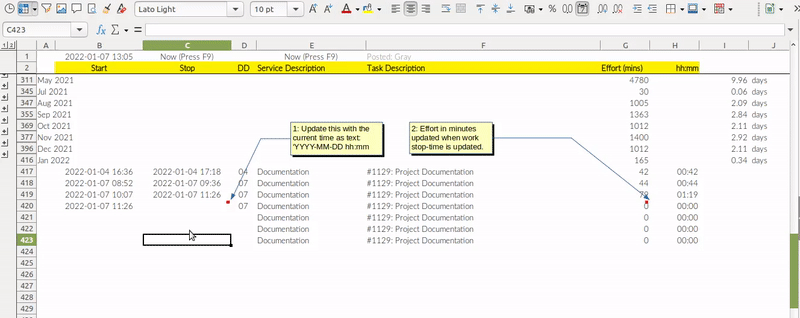 Lato Light 10 pt
C423 fx Σ =
A B C D E F G H I J
1 2 1 2022-01-07 13:05 Now (Press F9) Now (Press F9) Posted: Gray
2 Start Stop DD Service Description Task Description Effort (mins) hh:mm
311 May 2021 4780 9.96 days
345 Jul 2021 30 0.06 days
347 Aug 2021 1005 2.09 days
355 Sep 2021 1363 2.84 days
369 Oct 2021 1012 2.11 days
377 Nov 2021 1400 2.92 days
396 Dec 2021 1012 2.11 days
416 Jan 2022 165 0.34 days
1: Update this with the
current time as text:
'YYYY-MM-DD hh:mm
2: Effort in minutes
updated when work
stop-time is updated.
417 2022-01-04 16:36 2022-01-04 17:18 04 Documentation #1129: Project Documentation 42 00:42
418 2022-01-07 08:52 2022-01-07 09:36 07 Documentation #1129: Project Documentation 44 00:44
419 2022-01-07 10:07 2022-01-07 11:26 07 Documentation #1129: Project Documentation 79 01:19
420 2022-01-07 11:26 07 Documentation #1129: Project Documentation 0 00:00
421 Documentation #1129: Project Documentation 0 00:00
422 Documentation #1129: Project Documentation 0 00:00
423 Documentation #1129: Project Documentation 0 00:00
424
425
426
427
428
429